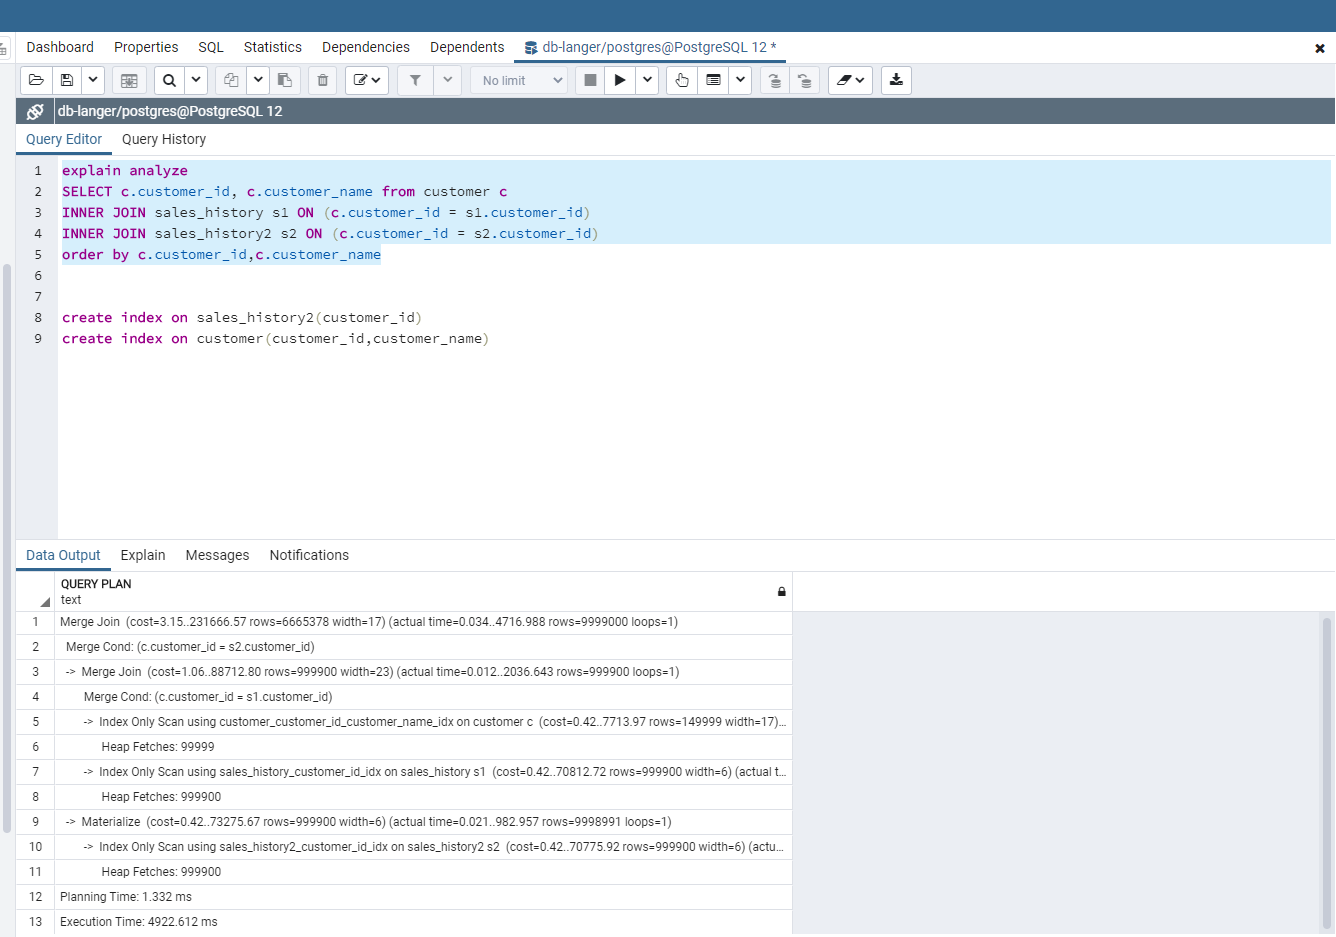 Dashboard Properties SQL Statistics Dependencies Dependents db-langer/postgres@PostgreSQL 12 *
No limit
db-langer/postgres@PostgreSQL 12
Query Editor Query History
1 explain analyze
2 SELECT c.customer_id, c.customer_name from customer c
3 INNER JOIN sales_history s1 ON (c.customer_id = s1.customer_id)
4 INNER JOIN sales_history2 s2 ON (c.customer_id = s2.customer_id)
5 order by c.customer_id,c.customer_name
6
7
8 create index on sales_history2(customer_id)
9 create index on customer(customer_id,customer_name)
Data Output Explain Messages Notifications
QUERY PLAN
text
1 Merge Join (cost=3.15..231666.57 rows=6665378 width=17) (actual time=0.034..4716.988 rows=9999000 loops=1)
2 Merge Cond: (c.customer_id = s2.customer_id)
3 -> Merge Join (cost=1.06..88712.80 rows=999900 width=23) (actual time=0.012..2036.643 rows=999900 loops=1)
4 Merge Cond: (c.customer_id = s1.customer_id)
5 -> Index Only Scan using customer_customer_id_customer_name_idx on customer c (cost=0.42..7713.97 rows=149999 width=17)...
6 Heap Fetches: 99999
7 -> Index Only Scan using sales_history_customer_id_idx on sales_history s1 (cost=0.42..70812.72 rows=999900 width=6) (actual t...
8 Heap Fetches: 999900
9 -> Materialize (cost=0.42..73275.67 rows=999900 width=6) (actual time=0.021..982.957 rows=9998991 loops=1)
10 -> Index Only Scan using sales_history2_customer_id_idx on sales_history2 s2 (cost=0.42..70775.92 rows=999900 width=6) (actu...
11 Heap Fetches: 999900
12 Planning Time: 1.332 ms
13 Execution Time: 4922.612 ms